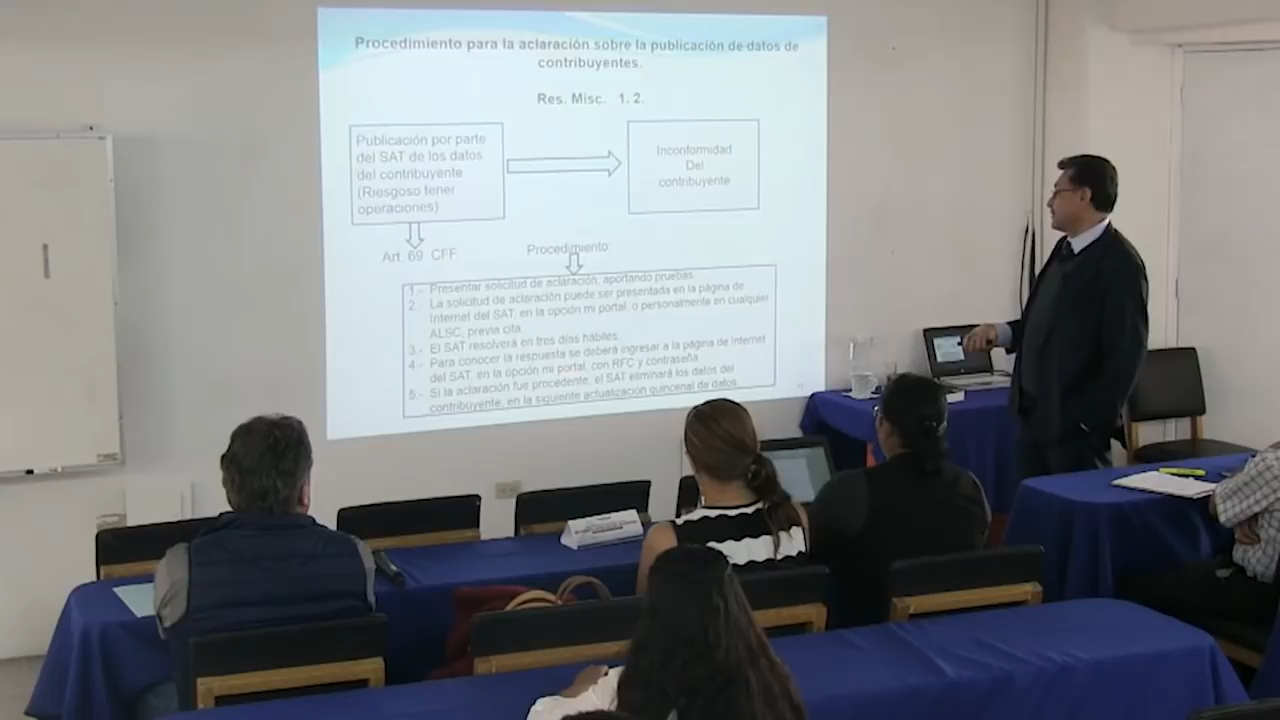 Procedimiento para la aclaración sobre la publicación de datos de
contribuyentes.
Res. Misc. 1. 2.
Publicación por parte
del SAT de los datos
del contribuyente
(Riesgoso tener
operaciones)
Inconformidad
Del
contribuyente
Art. 69 CFF
Procedimiento:
1.- Presentar solicitud de aclaración, aportando pruebas
2.- La solicitud de aclaración puede ser presentada en la página de
Internet del SAT, en la opción mi portal, o personalmente en cualquier
ALSC, previa cita.
3.- El SAT resolverá en tres días hábiles.
4.- Para conocer la respuesta se deberá ingresar a la página de Internet
del SAT, en la opción mi portal, con RFC y contraseña
5.- Si la aclaración fue procedente, el SAT eliminará los datos del
contribuyente, en la siguiente actualización quincenal de datos